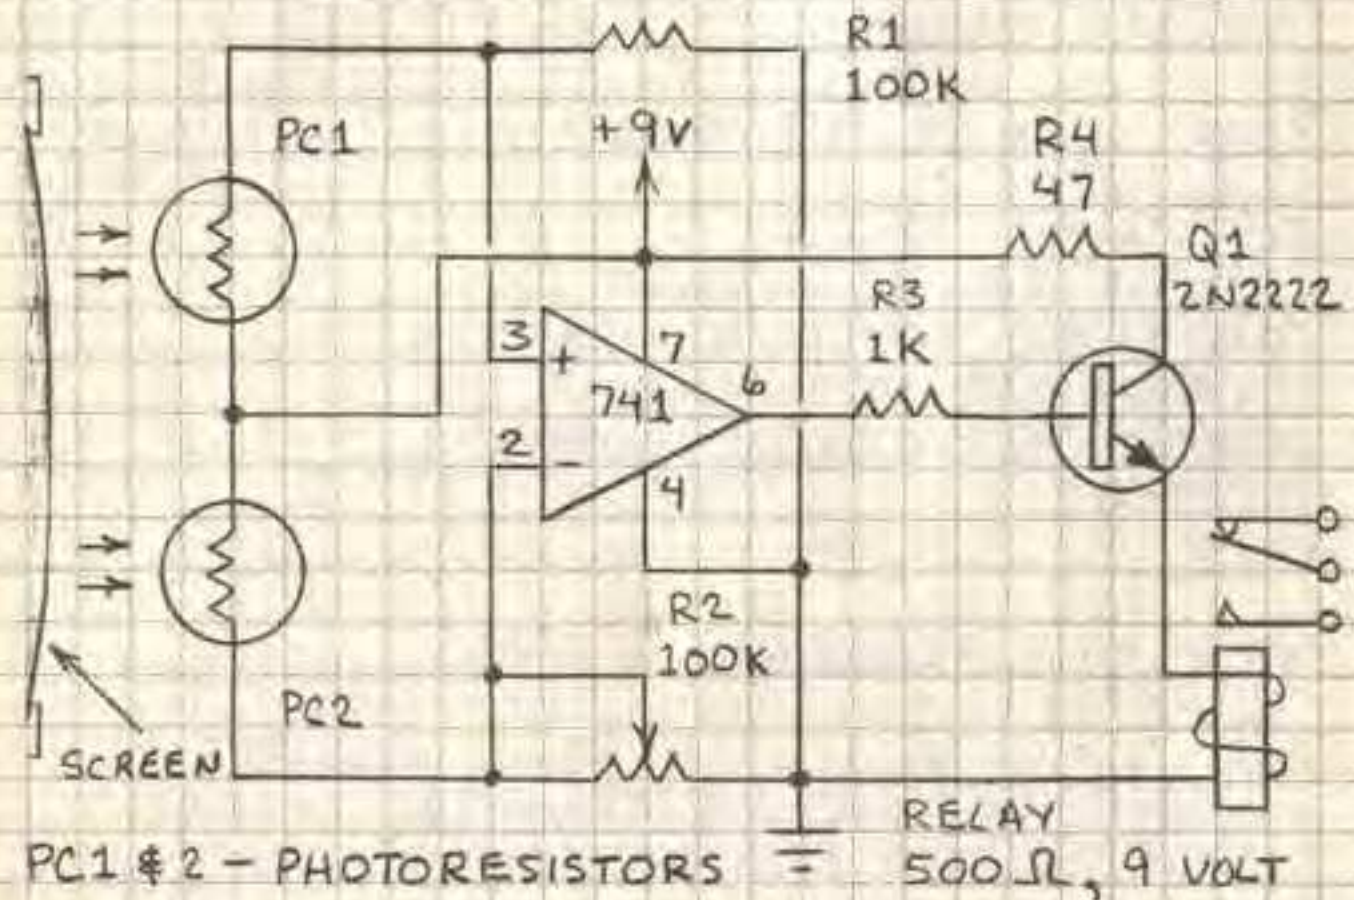 R1
100K
PC1
+9V
R4
47
Q1
2N2222
R3
1K
3
+
7
741
6
2
-
4
R2
100K
PC2
SCREEN
RELAY
500Ω, 9 VOLT
PC1 & 2 - PHOTORESISTORS